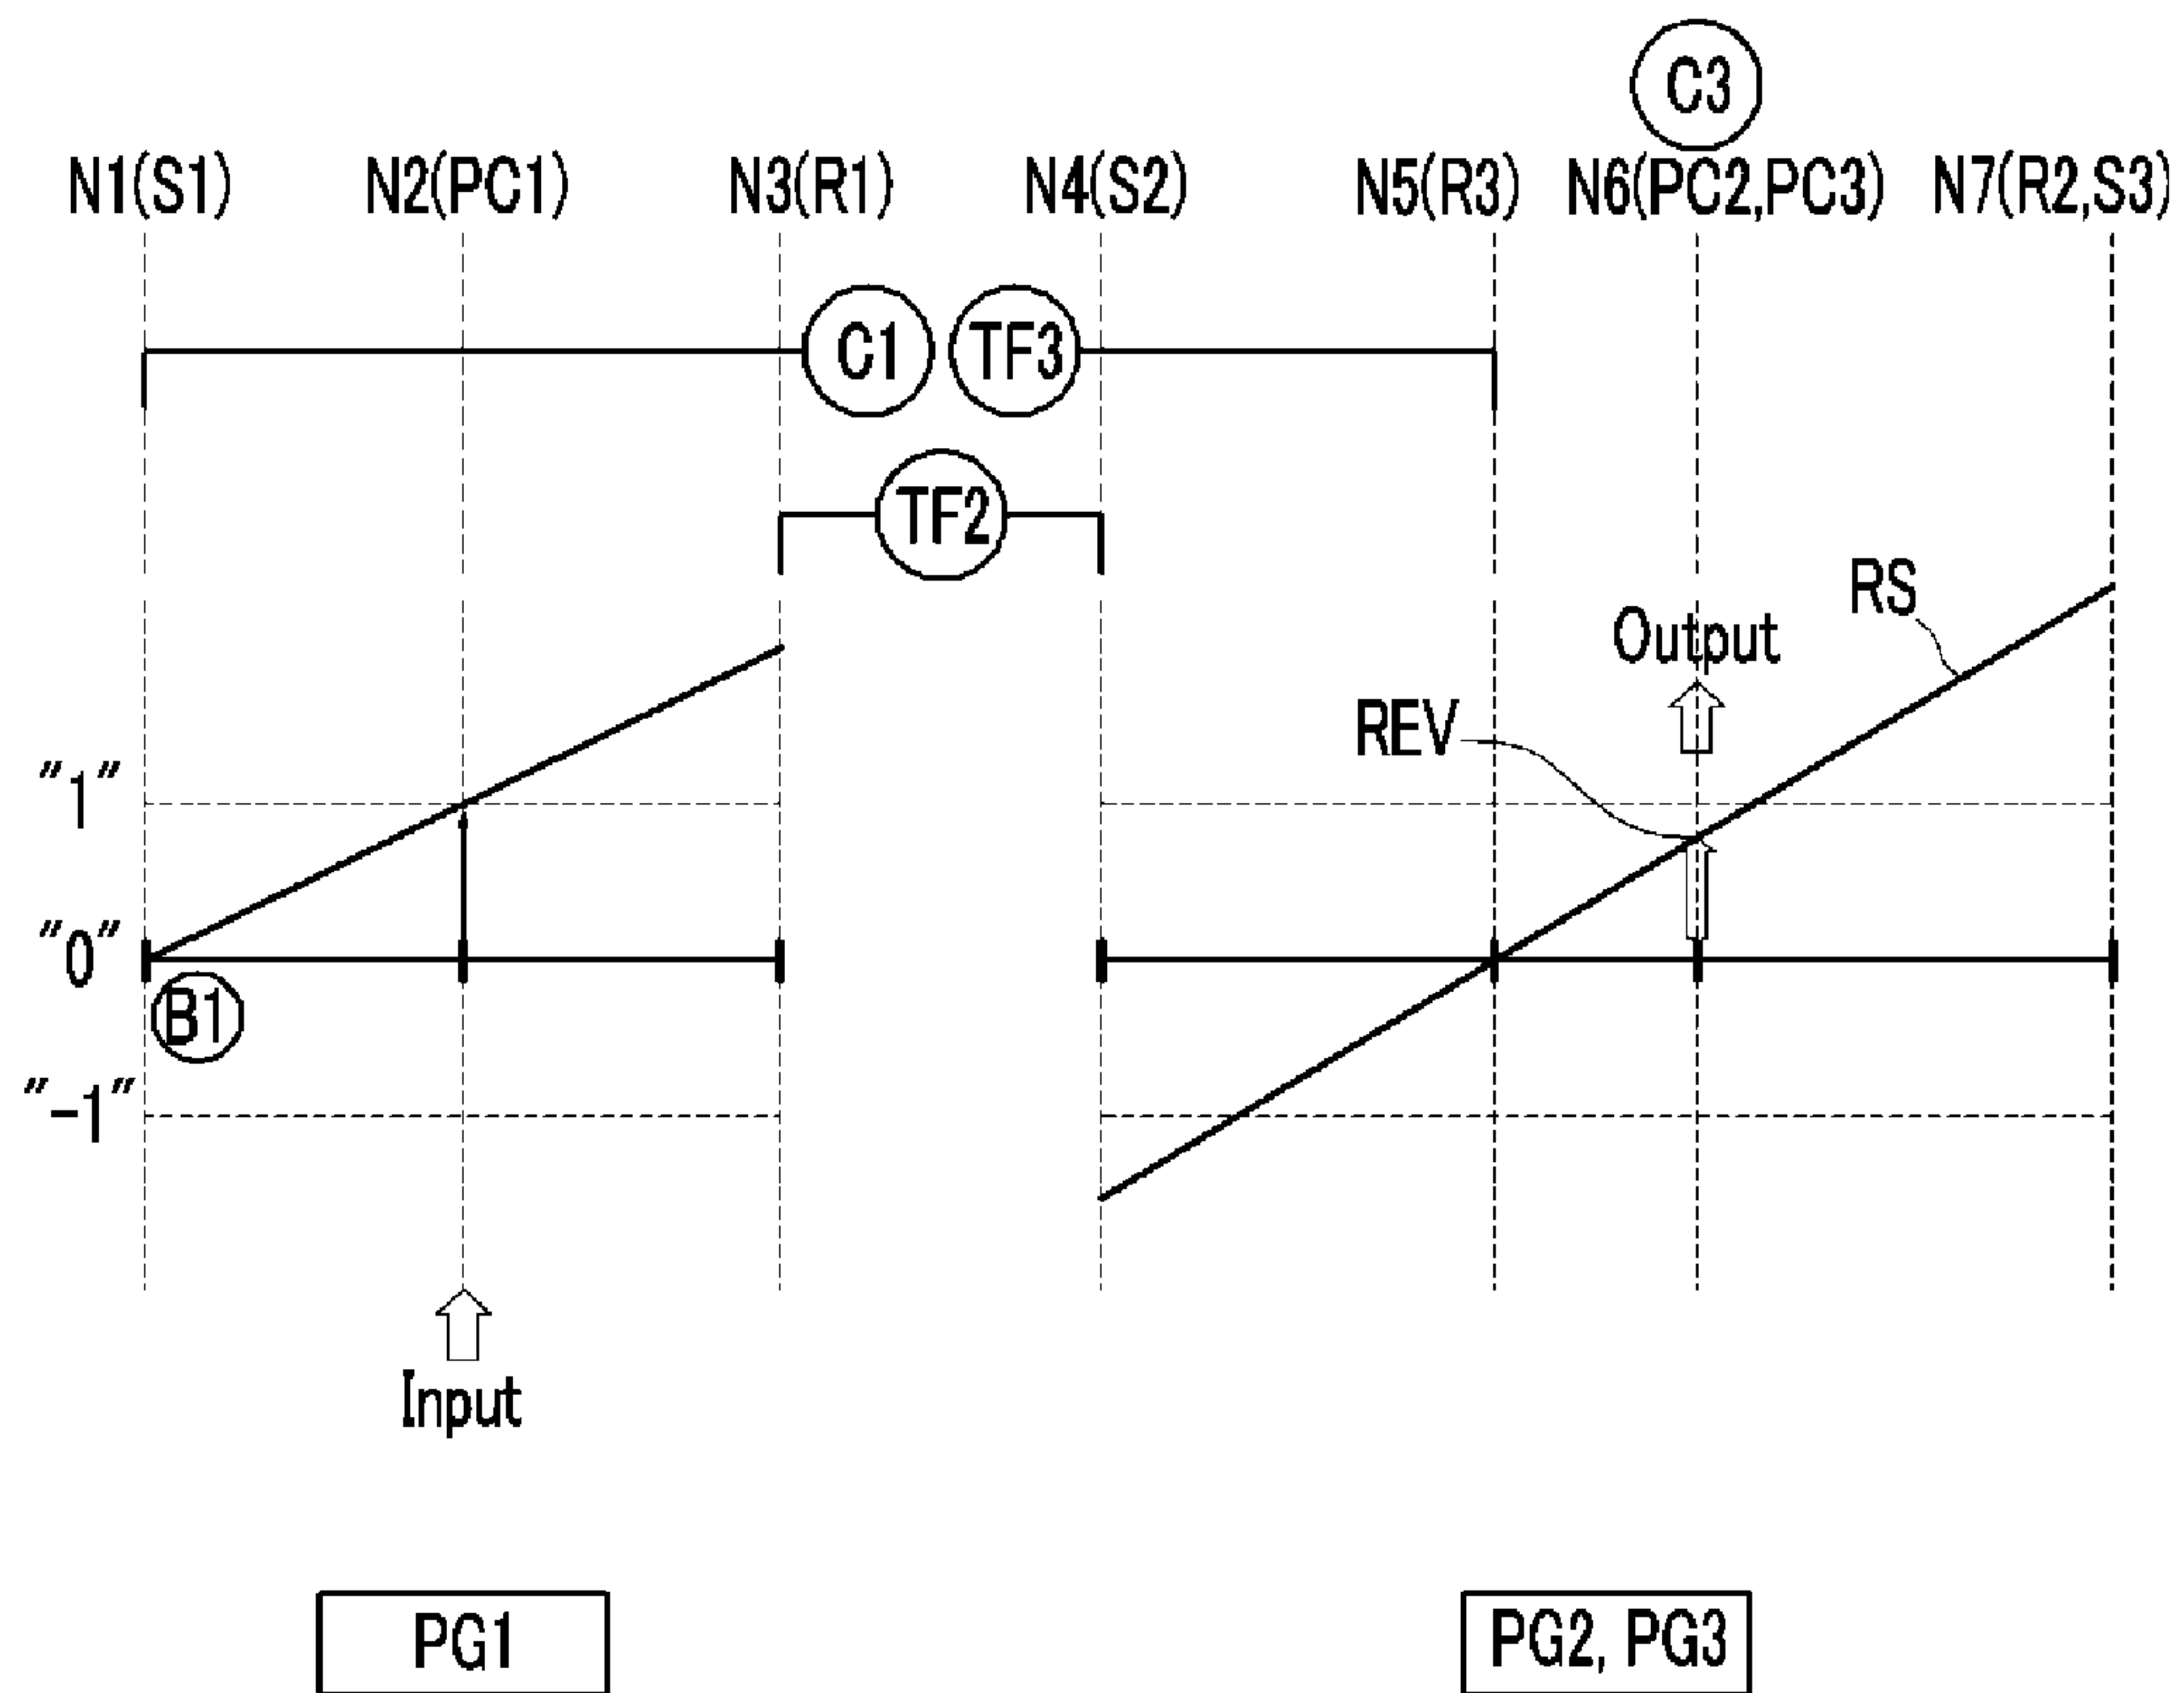 C3
N1(S1) N2(PC1) N3(R1) N4(S2) N5(R3) N6(PC2,PC3) N7(R2,S3)
C1 TF3
TF2
RS
Output
REV
"1"
"0"
B1
"-1"
Input
PG1 PG2, PG3